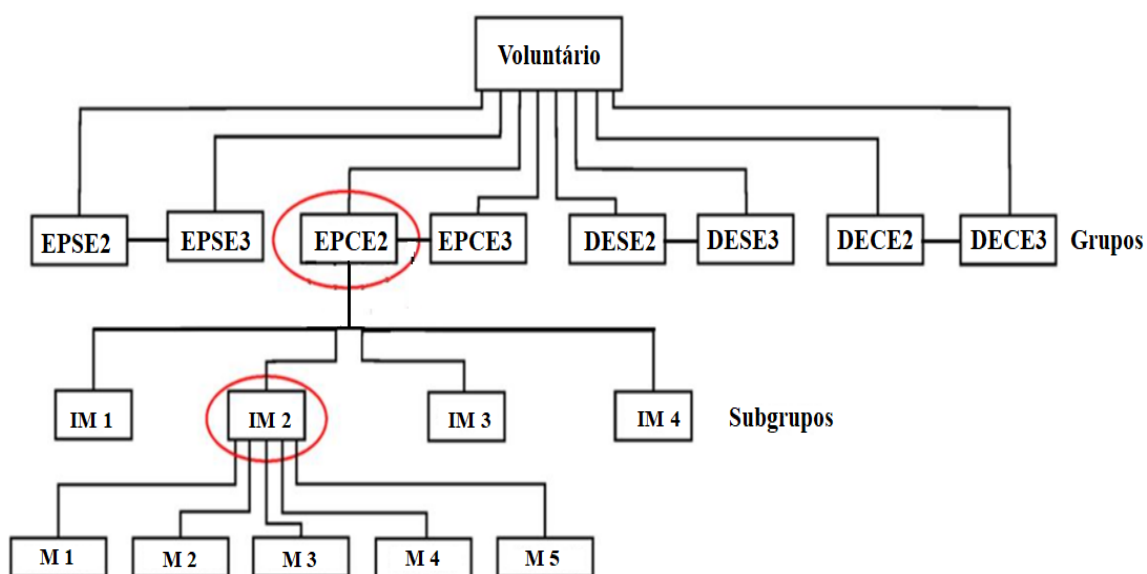 Voluntário
EPSE2 EPSE3 EPCE2 EPCE3 DESE2 DESE3 DECE2 DECE3 Grupos
IM 1 IM 2 IM 3 IM 4 Subgrupos
M 1 M 2 M 3 M 4 M 5